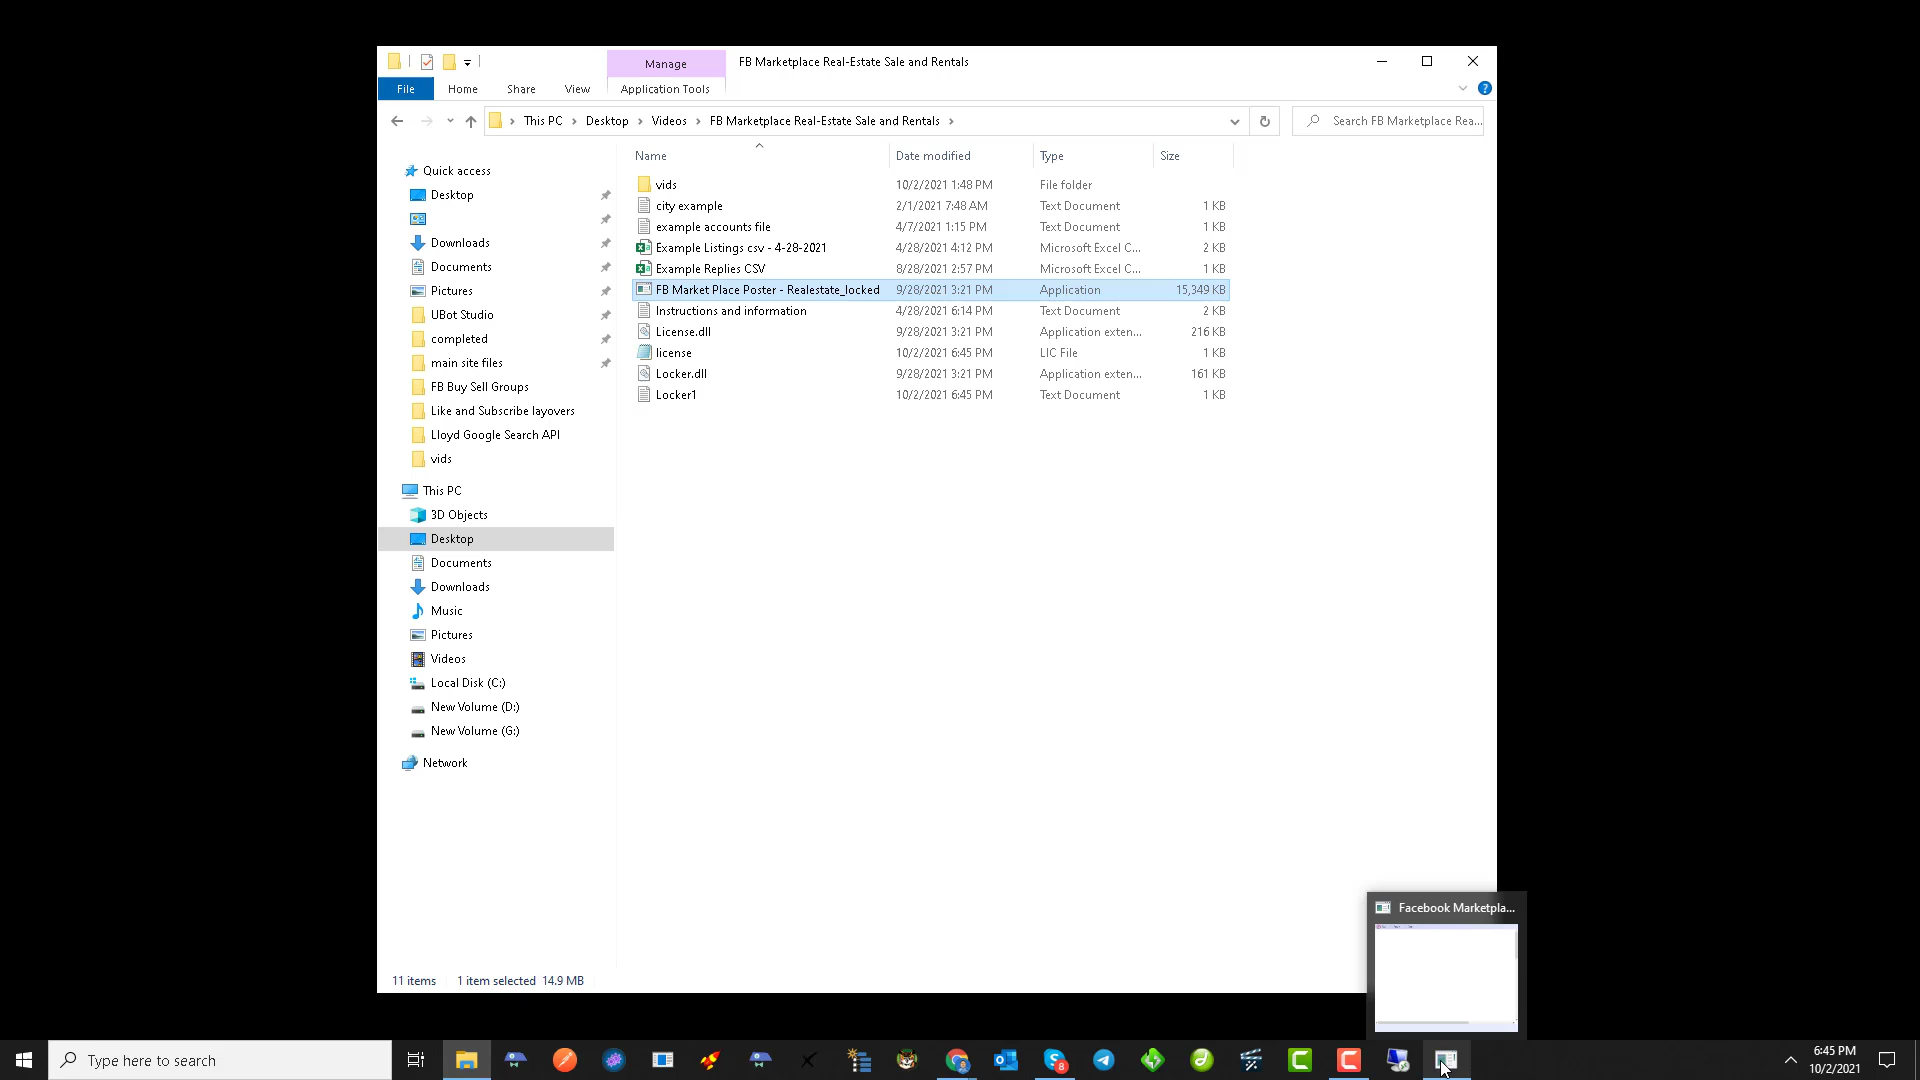 Manage
FB Marketplace Real-Estate Sale and Rentals
File
Home
Share
View
Application Tools
This PC
Desktop
Videos
FB Marketplace Real-Estate Sale and Rentals
Search FB Marketplace Rea...
Name
Date modified
Type
Size
Quick access
Desktop
Downloads
Documents
Pictures
UBot Studio
completed
main site files
FB Buy Sell Groups
Like and Subscribe layovers
Lloyd Google Search API
vids
This PC
3D Objects
Desktop
Documents
Downloads
Music
Pictures
Videos
Local Disk (C:)
New Volume (D:)
New Volume (G:)
Network
vids 10/2/2021 1:48 PM File folder
city example 2/1/2021 7:48 AM Text Document 1 KB
example accounts file 4/7/2021 1:15 PM Text Document 1 KB
Example Listings csv - 4-28-2021 4/28/2021 4:12 PM Microsoft Excel C... 2 KB
Example Replies CSV 8/28/2021 2:57 PM Microsoft Excel C... 1 KB
FB Market Place Poster - Realestate_locked 9/28/2021 3:21 PM Application 15,349 KB
Instructions and information 4/28/2021 6:14 PM Text Document 2 KB
License.dll 9/28/2021 3:21 PM Application exten... 216 KB
license 10/2/2021 6:45 PM LIC File 1 KB
Locker.dll 9/28/2021 3:21 PM Application exten... 161 KB
Locker1 10/2/2021 6:45 PM Text Document 1 KB
11 items 1 item selected 14.9 MB
Facebook Marketpla...
Type here to search
6:45 PM
10/2/2021